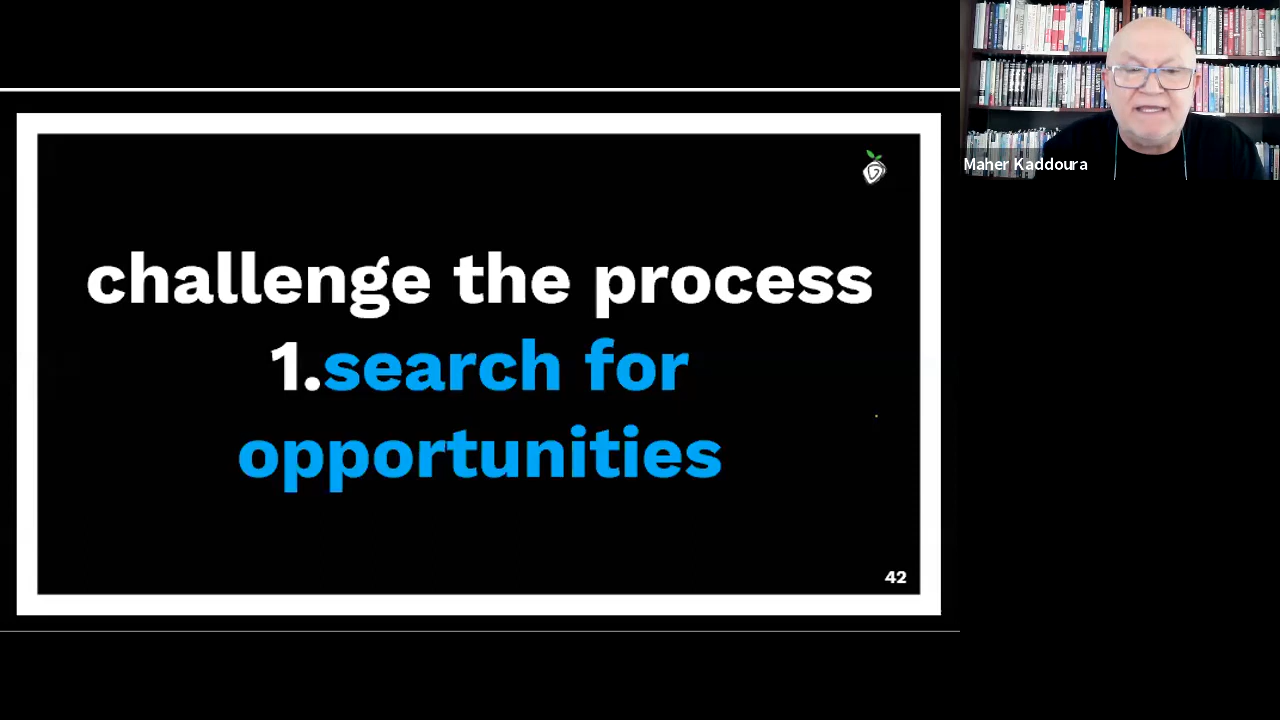 challenge the process
1.search for
opportunities
42
Maher Kaddoura